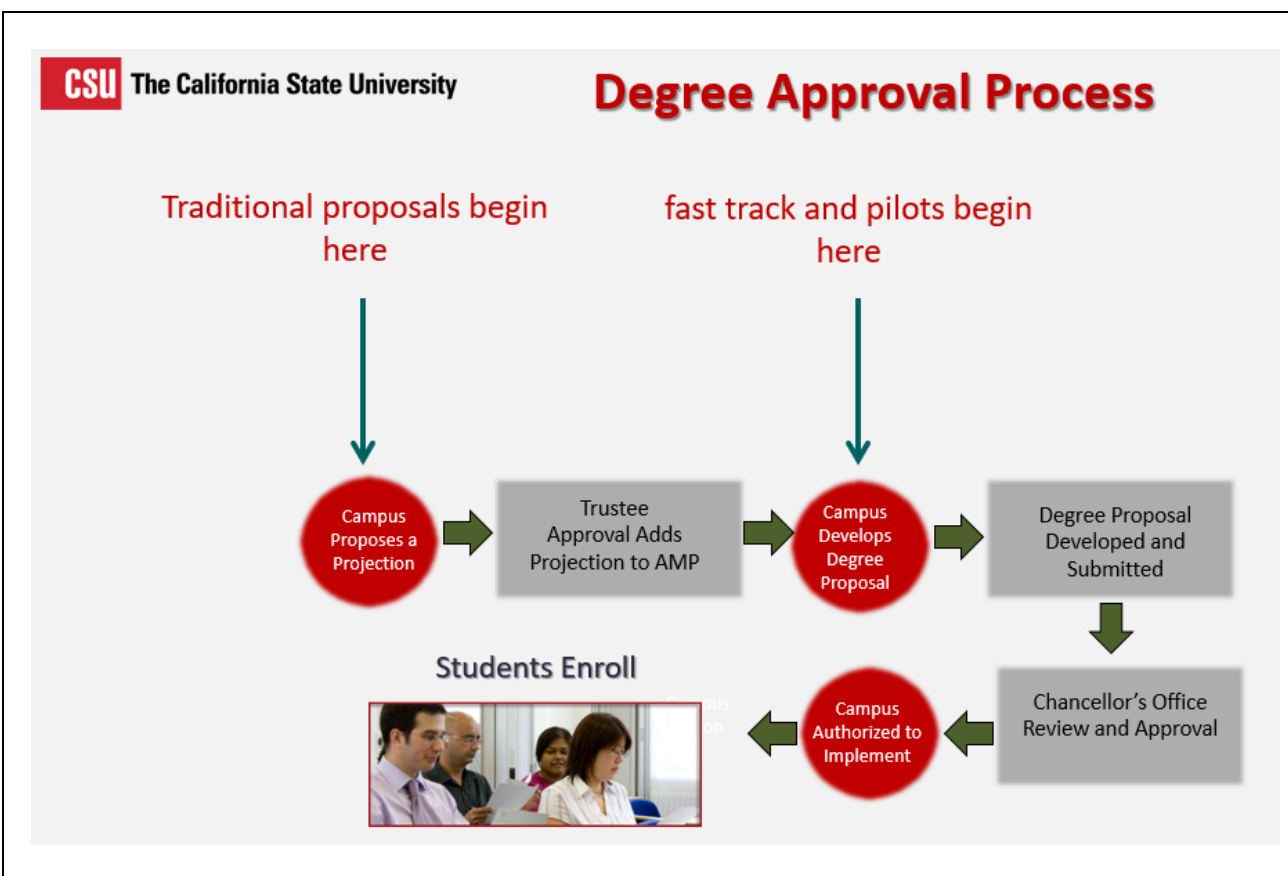 CSU The California State University
Degree Approval Process
Traditional proposals begin
here
fast track and pilots begin
here
Campus
Proposes a
Projection
Trustee
Approval Adds
Projection to AMP
Campus
Develops
Degree
Proposal
Degree Proposal
Developed and
Submitted
Chancellor's Office
Review and Approval
Campus
Authorized to
Implement
Students Enroll